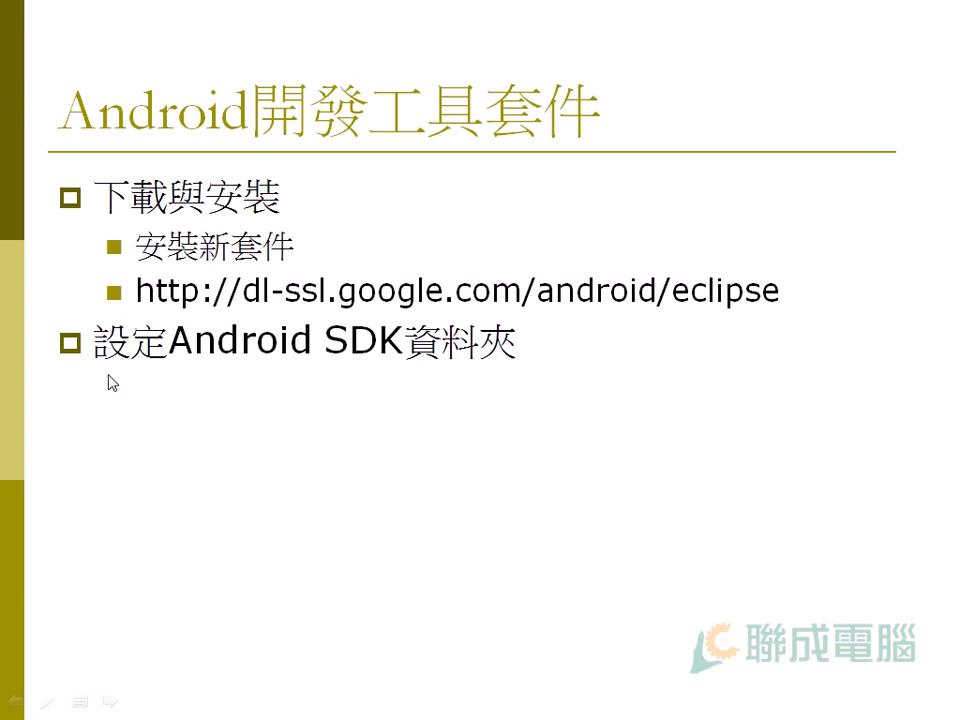 Android開發工具套件
下載與安裝
安裝新套件
http://dl-ssl.google.com/android/eclipse
設定Android SDK資料夾
聯成電腦